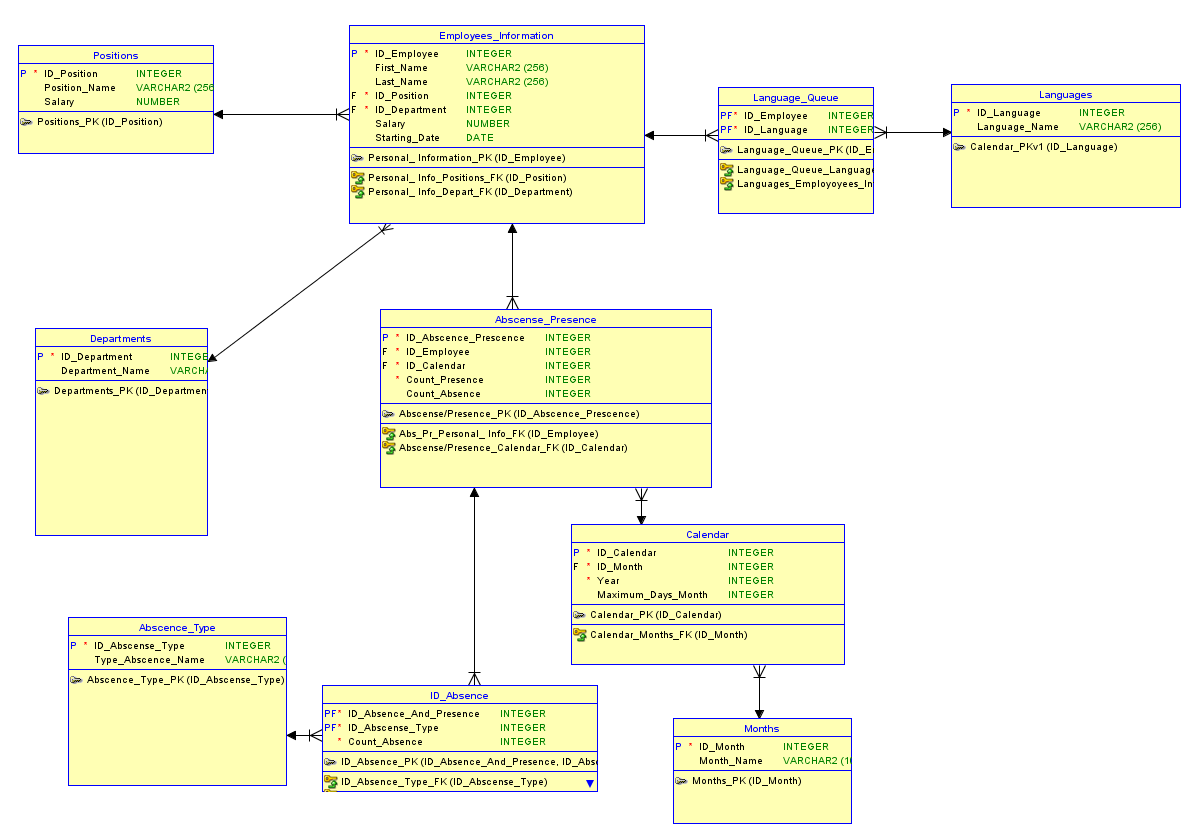 Positions
P * ID_Position INTEGER
Position_Name VARCHAR2 (256
Salary NUMBER
Positions_PK (ID_Position)
Employees_Information
P * ID_Employee INTEGER
First_Name VARCHAR2 (256)
Last_Name VARCHAR2 (256)
F * ID_Position INTEGER
F * ID_Department INTEGER
Salary NUMBER
Starting_Date DATE
Personal_ Information_PK (ID_Employee)
Personal_ Info_Positions_FK (ID_Position)
Personal_ Info_Depart_FK (ID_Department)
Language_Queue
PF* ID_Employee INTEGER
PF* ID_Language INTEGER
Language_Queue_PK (ID_E
Language_Queue_Language
Languages_Employoyees_In
Languages
P * ID_Language INTEGER
Language_Name VARCHAR2 (256)
Calendar_PKv1 (ID_Language)
Departments
P * ID_Department INTEGE
Department_Name VARCHA
Departments_PK (ID_Departmen
Abscense_Presence
P * ID_Abscence_Prescence INTEGER
F * ID_Employee INTEGER
F * ID_Calendar INTEGER
* Count_Presence INTEGER
Count_Absence INTEGER
Abscense/Presence_PK (ID_Abscence_Prescence)
Abs_Pr_Personal_ Info_FK (ID_Employee)
Abscense/Presence_Calendar_FK (ID_Calendar)
Calendar
P * ID_Calendar INTEGER
F * ID_Month INTEGER
* Year INTEGER
Maximum_Days_Month INTEGER
Calendar_PK (ID_Calendar)
Calendar_Months_FK (ID_Month)
Abscence_Type
P * ID_Abscense_Type INTEGER
Type_Abscence_Name VARCHAR2 (
Abscence_Type_PK (ID_Abscense_Type)
ID_Absence
PF* ID_Absence_And_Presence INTEGER
PF* ID_Abscense_Type INTEGER
* Count_Absence INTEGER
ID_Absence_PK (ID_Absence_And_Presence, ID_Absc
ID_Absence_Type_FK (ID_Abscense_Type)
Months
P * ID_Month INTEGER
Month_Name VARCHAR2 (10
Months_PK (ID_Month)